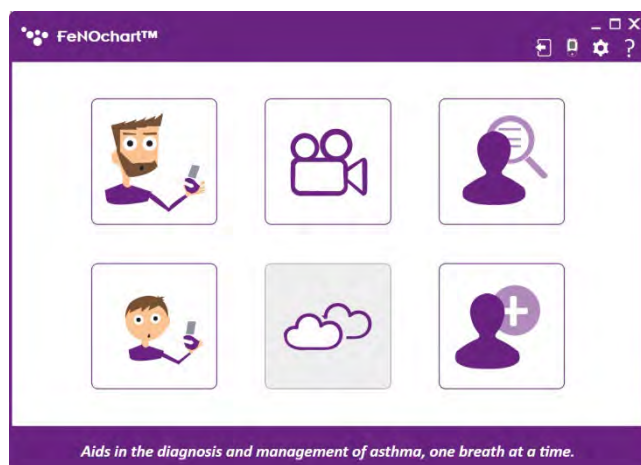 FeNOchart™
Aids in the diagnosis and management of asthma, one breath at a time.